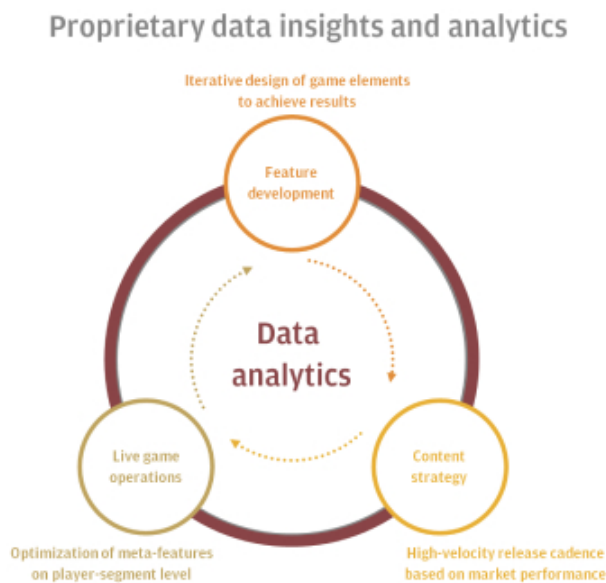 Proprietary data insights and analytics
Iterative design of game elements
to achieve results
Feature
development
Data
analytics
Live game
operations
Content
strategy
Optimization of meta-features
on player-segment level
High-velocity release cadence
based on market performance